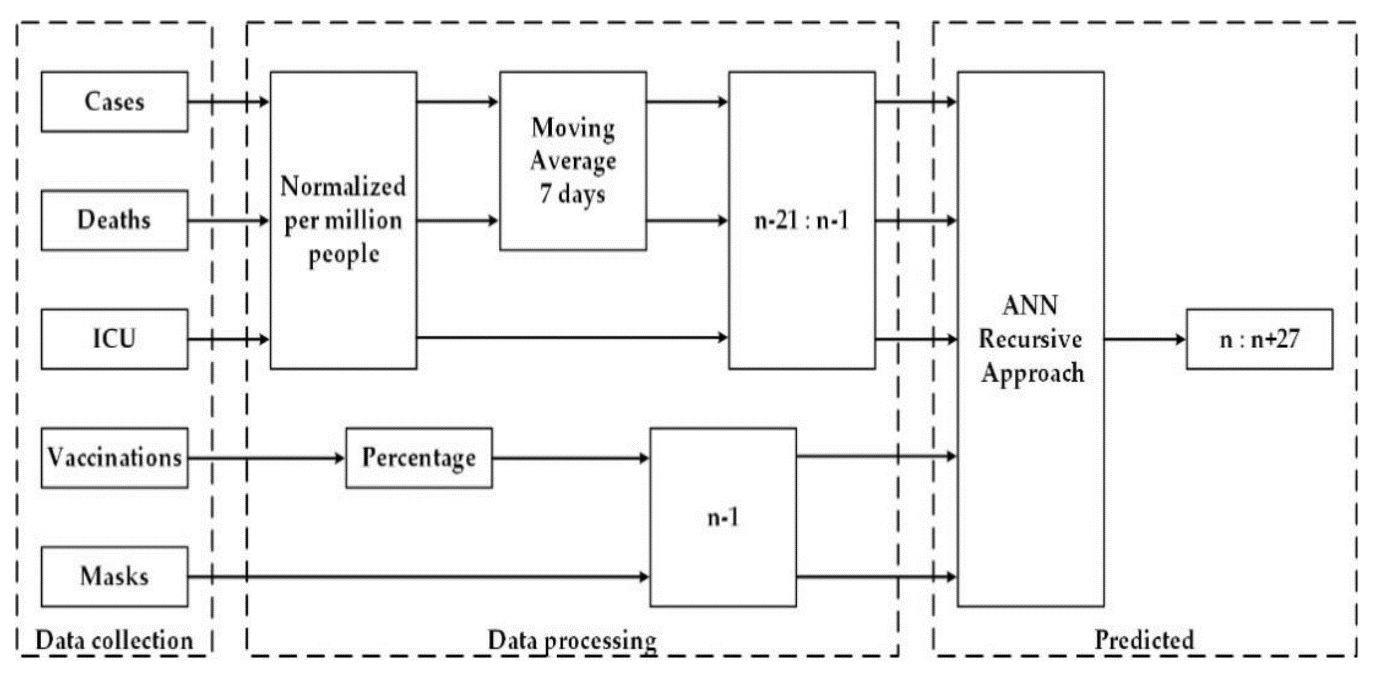 Cases
Deaths
ICU
Vaccinations
Masks
Data collection
Normalized
per million
people
Moving
Average
7 days
n-21 : n-1
Percentage
n-1
Data processing
ANN
Recursive
Approach
n : n+27
Predicted